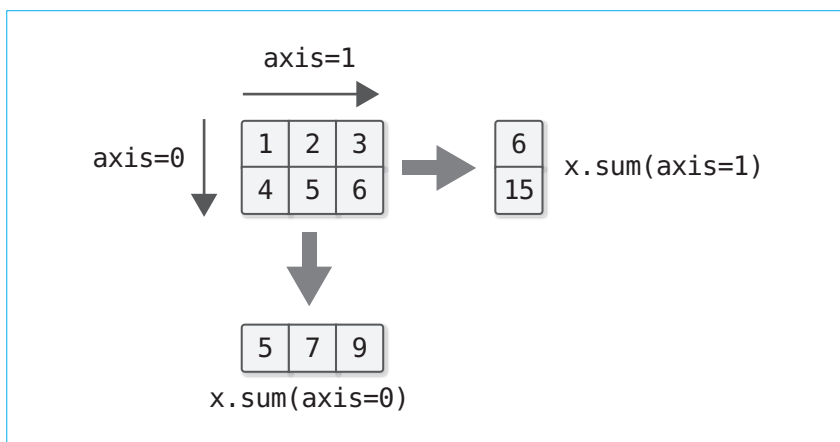 axis=1
axis=0
1 2 3
4 5 6
6
15
x.sum(axis=1)
5 7 9
x.sum(axis=0)